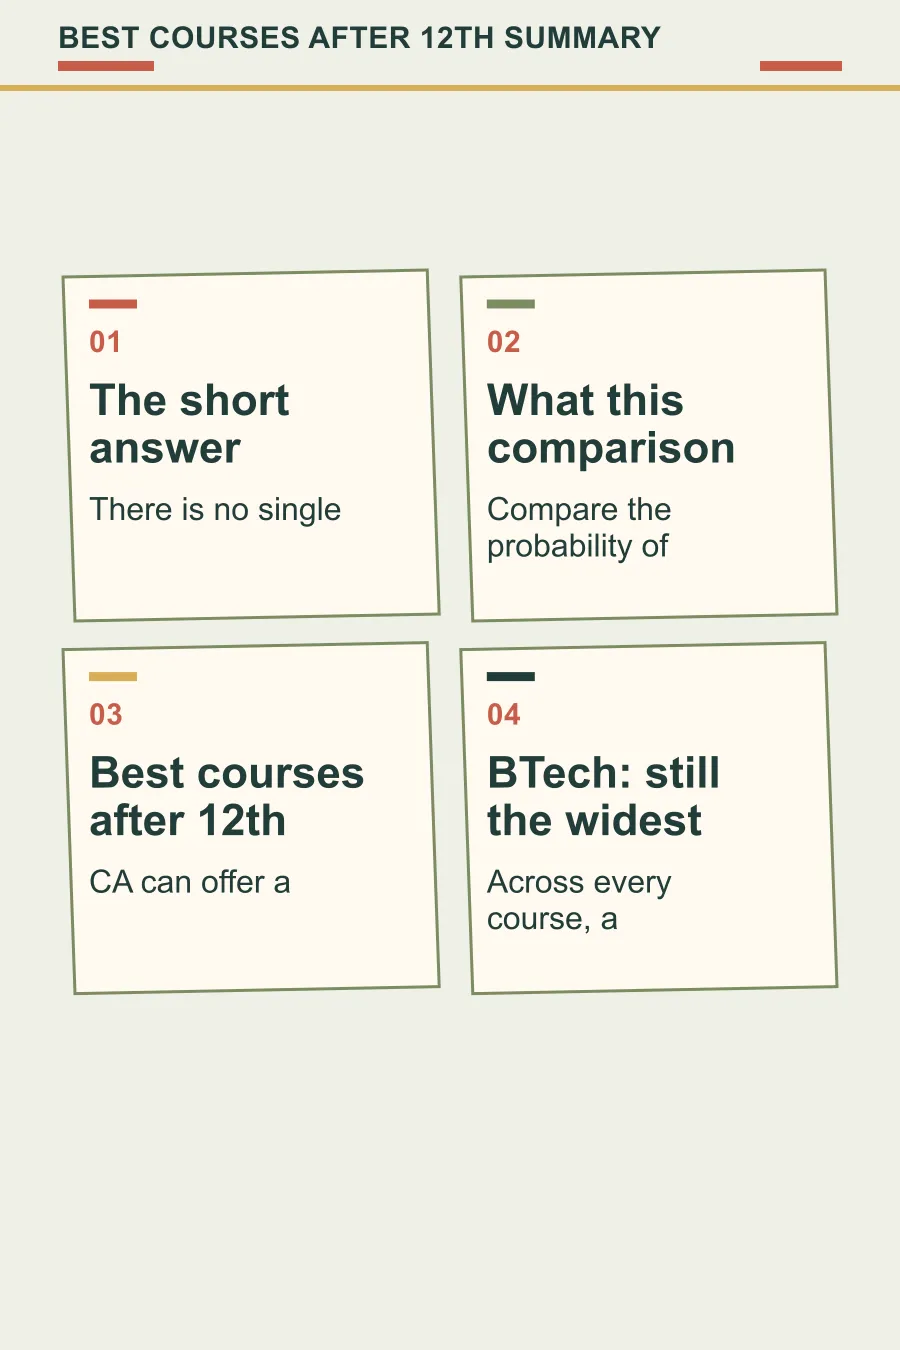 BEST COURSES AFTER 12TH SUMMARY
01
The short
answer
There is no single
02
What this
comparison
Compare the
probability of
03
Best courses
after 12th
CA can offer a
04
BTech: still
the widest
Across every
course, a